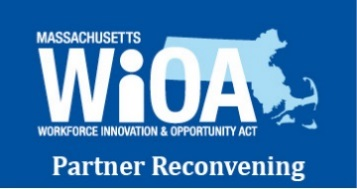 MASSACHUSETTS
WiOA
WORKFORCE INNOVATION & OPPORTUNITY ACT
Partner Reconvening